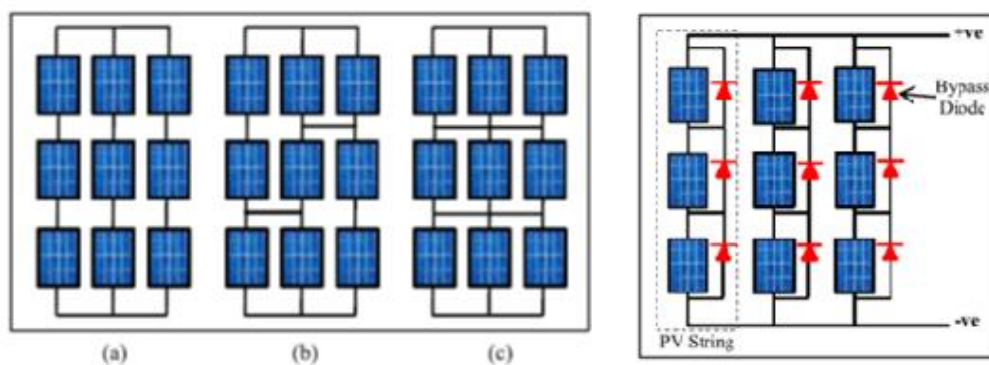 (a)
(b)
(c)
+ve
Bypass
Diode
-ve
PV String